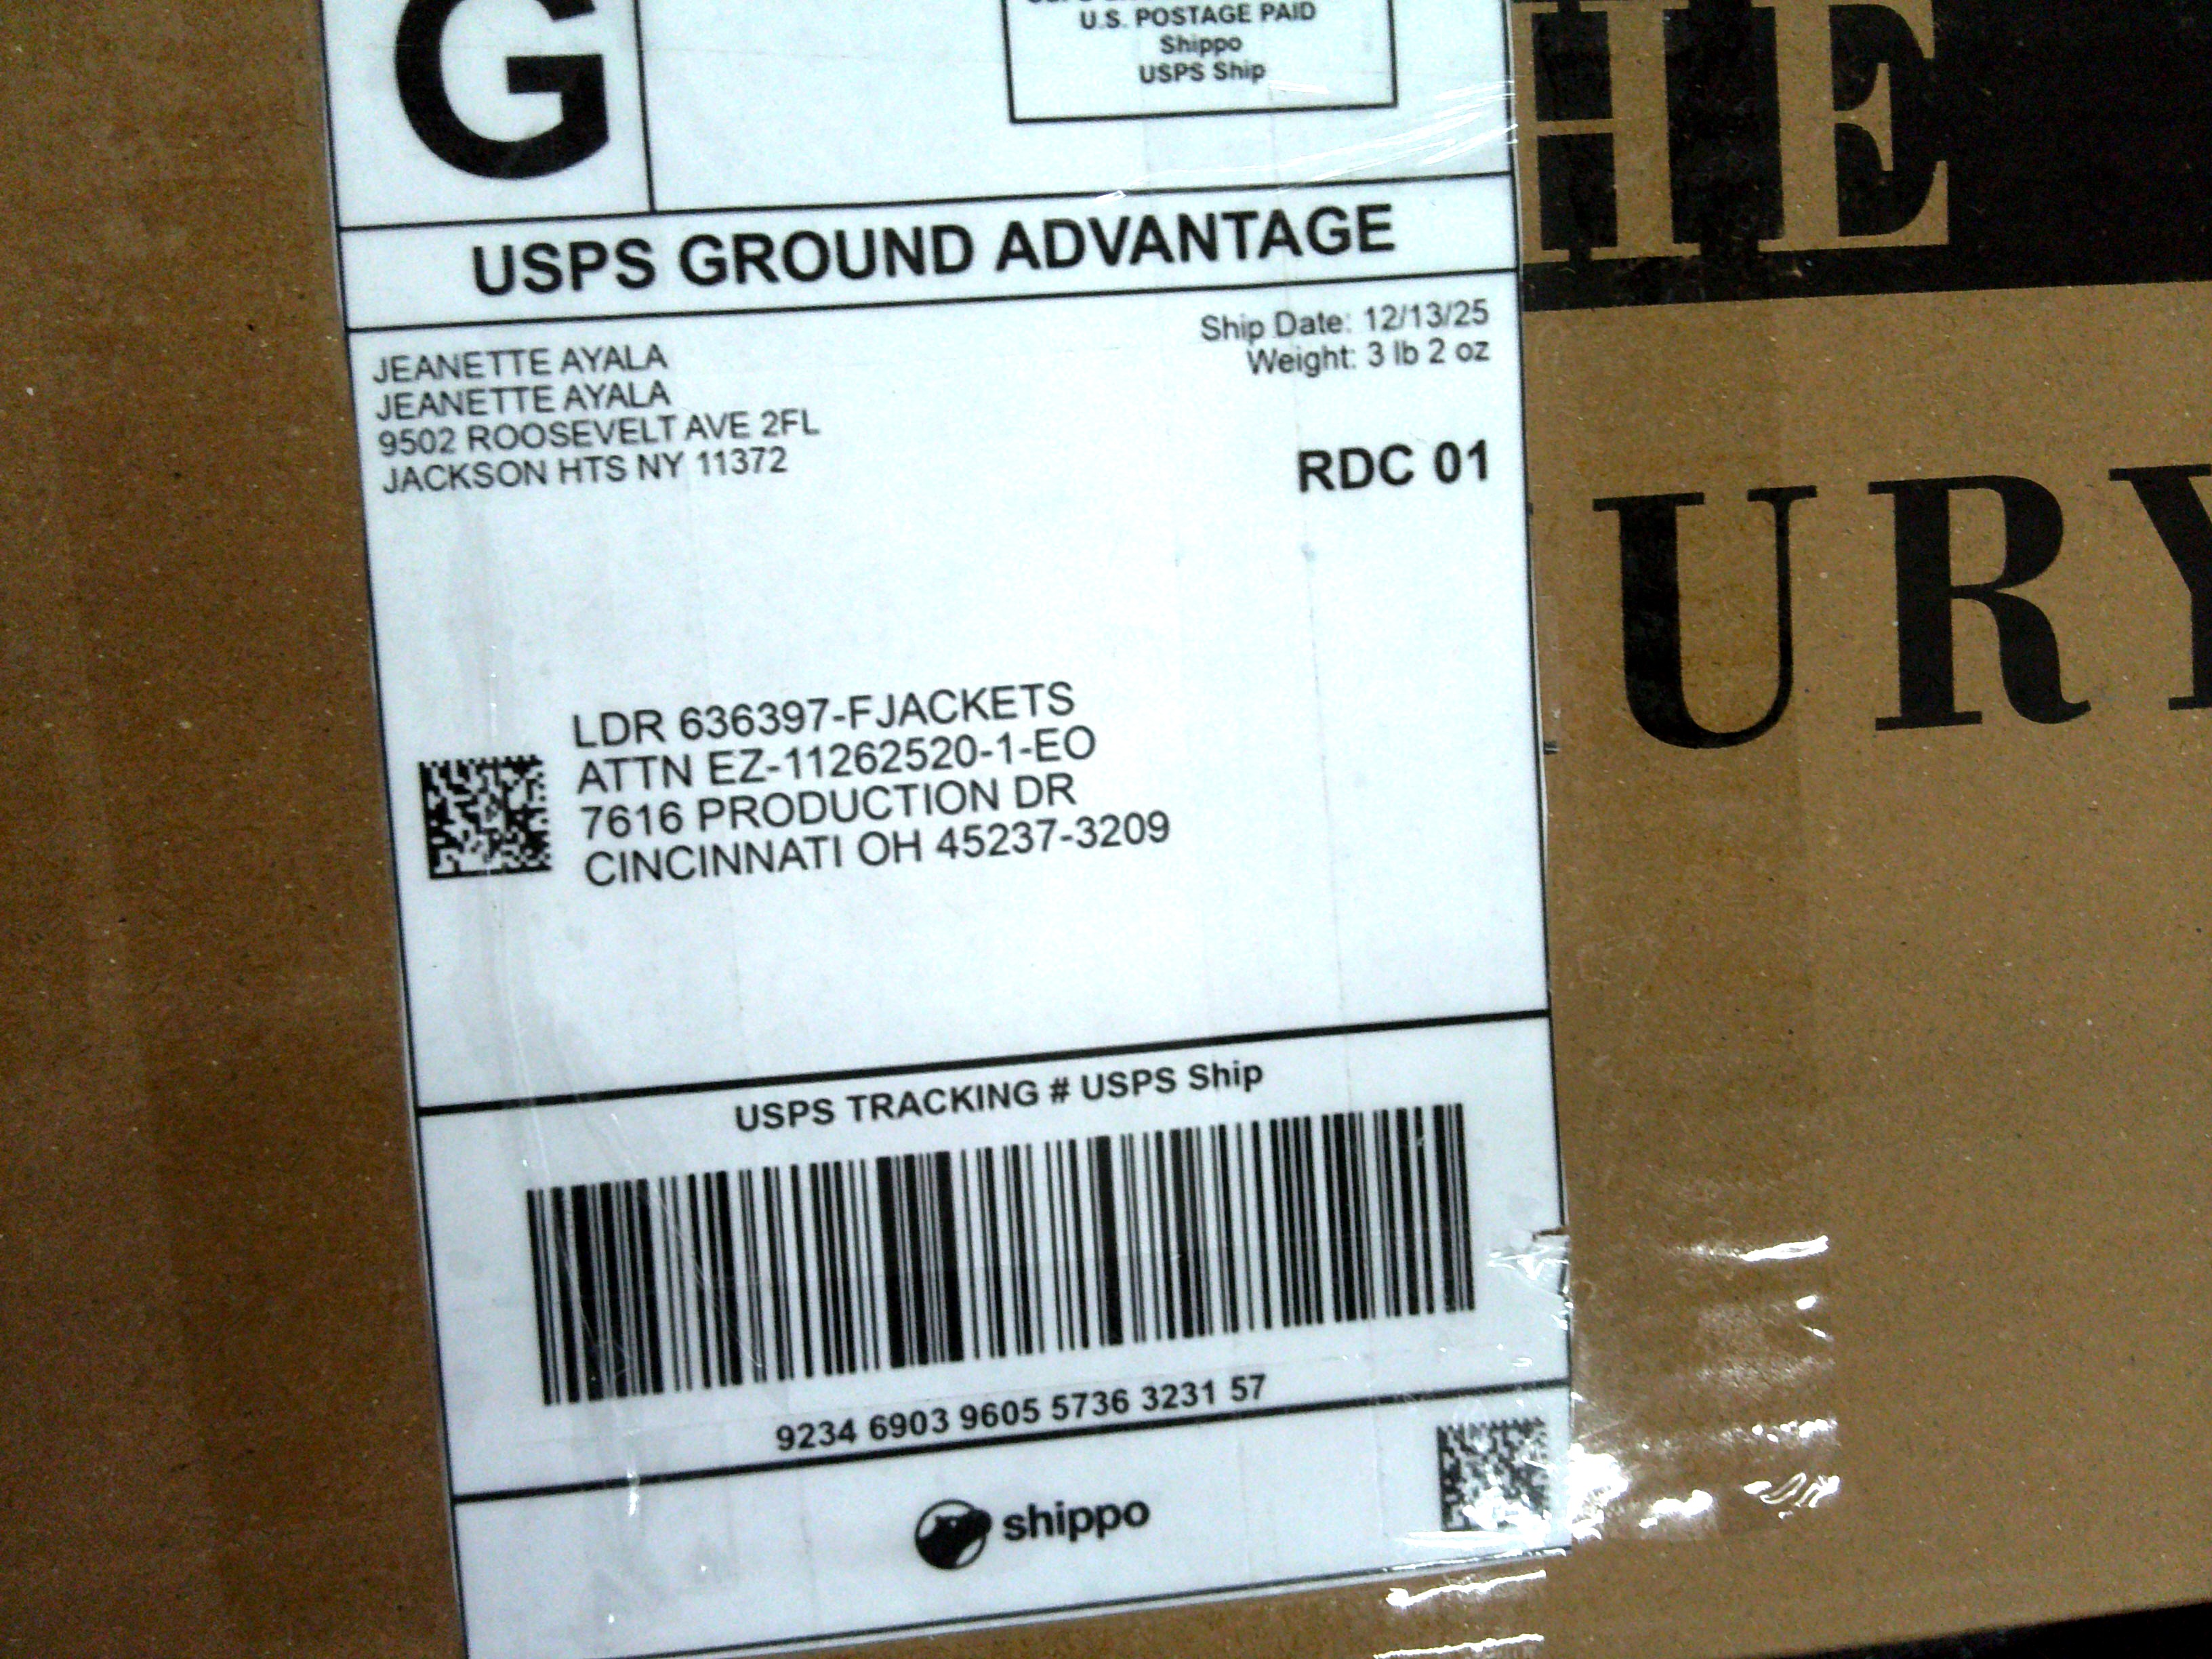 G
U.S. POSTAGE PAID
Shippo
USPS Ship
USPS GROUND ADVANTAGE
Ship Date: 12/13/25
Weight: 3 lb 2 oz
JEANETTE AYALA
JEANETTE AYALA
9502 ROOSEVELT AVE 2FL
JACKSON HTS NY 11372
RDC 01
LDR 636397-FJACKETS
ATTN EZ-11262520-1-EO
7616 PRODUCTION DR
CINCINNATI OH 45237-3209
USPS TRACKING # USPS Ship
9234 6903 9605 5736 3231 57
shippo
HE
URY